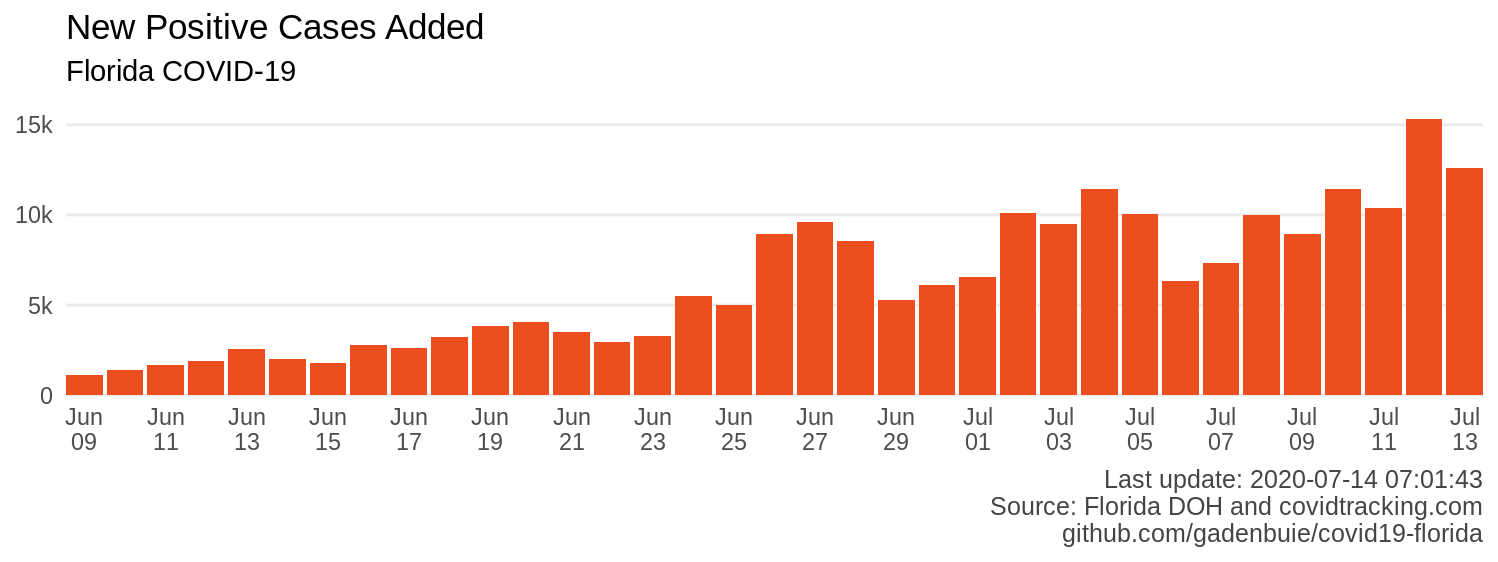 New Positive Cases Added
Florida COVID-19
15k
10k
5k
0
Jun Jun Jun Jun Jun Jun Jun Jun Jun Jun Jun Jul Jul Jul Jul Jul Jul Jul
09 11 13 15 17 19 21 23 25 27 29 01 03 05 07 09 11 13
Last update: 2020-07-14 07:01:43
Source: Florida DOH and covidtracking.com
github.com/gadenbuie/covid19-florida